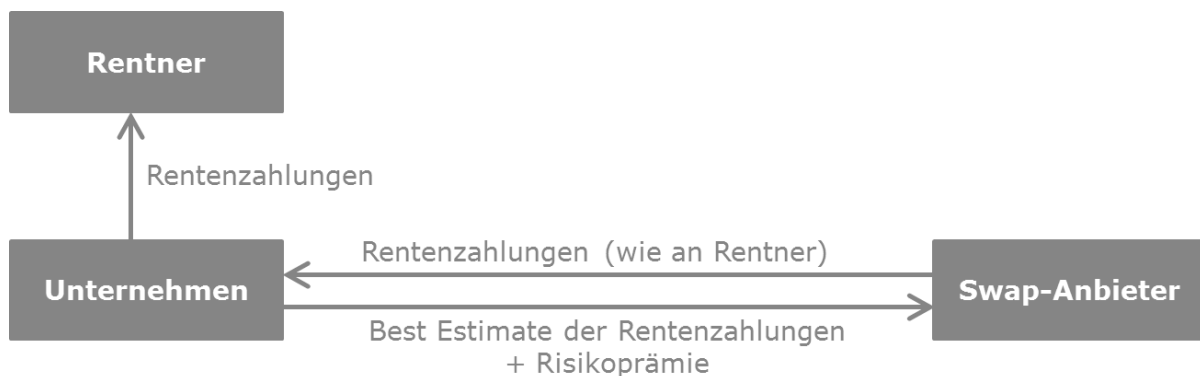 Rentner
Rentenzahlungen
Rentenzahlungen (wie an Rentner)
Unternehmen
Swap-Anbieter
Best Estimate der Rentenzahlungen
+ Risikoprämie